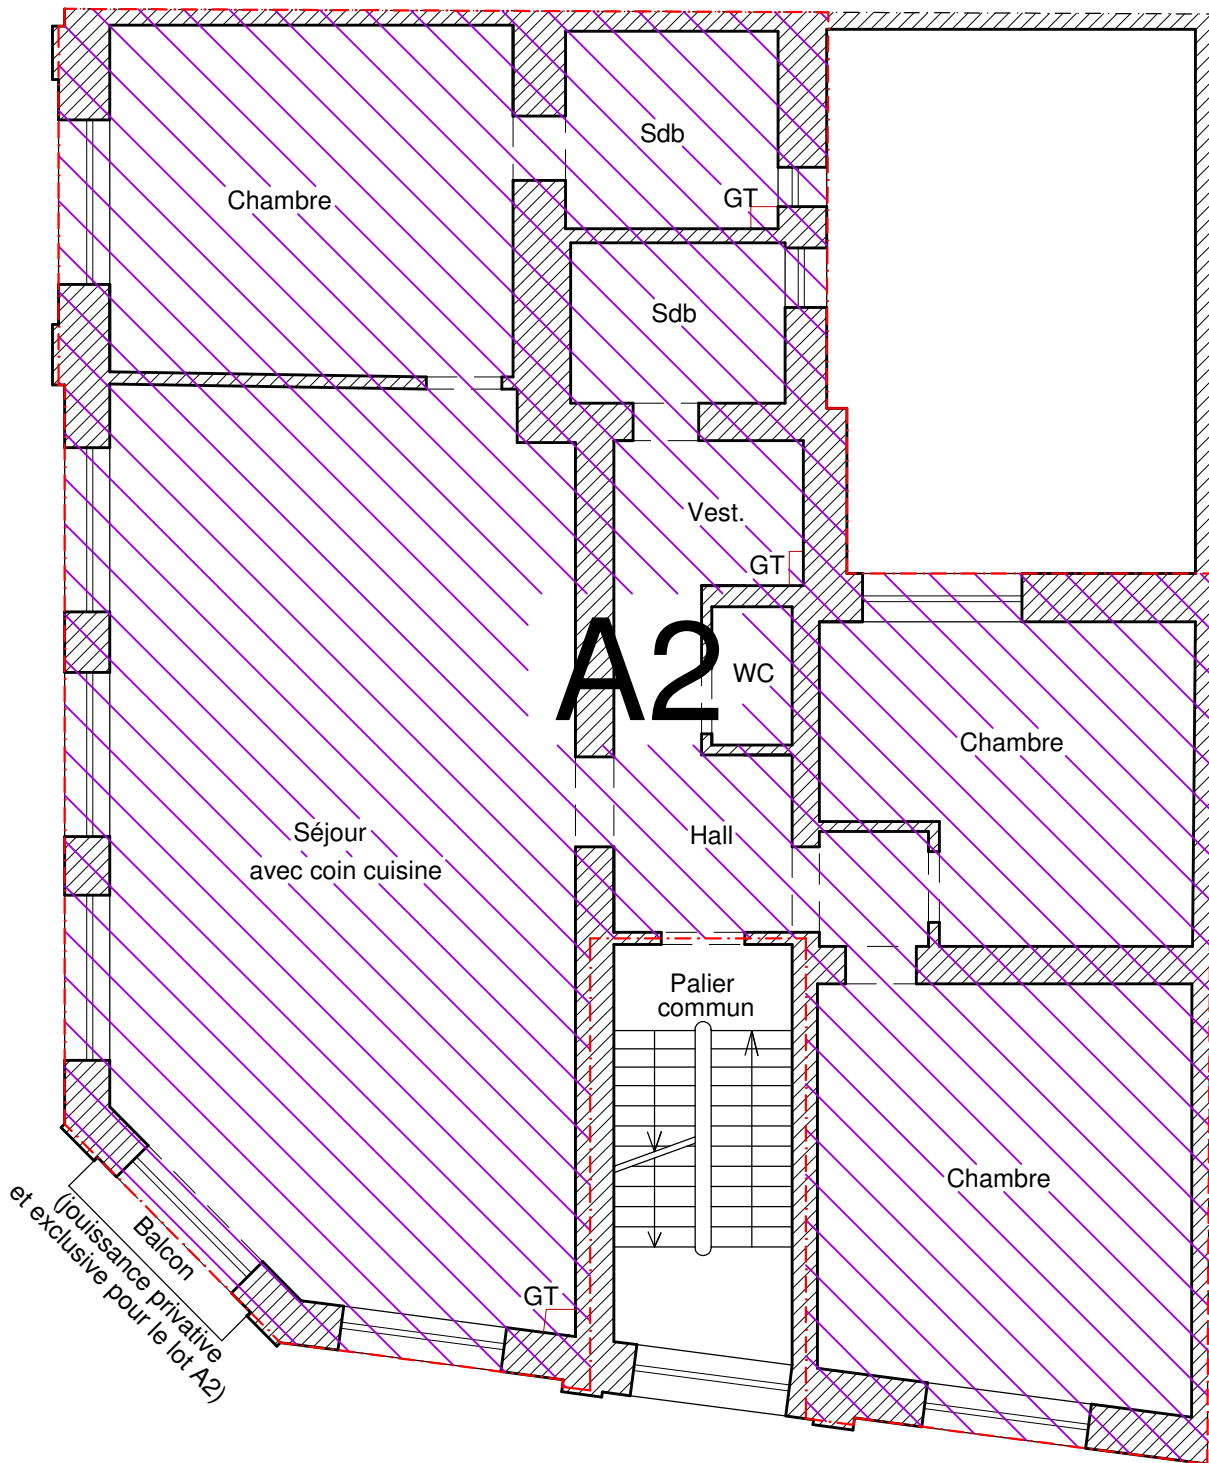 Sdb
GT
Chambre
Sdb
Vest.
GT
A2
WC
Chambre
Séjour
avec coin cuisine
Hall
Palier
commun
Chambre
Balcon
(jouissance privative
et exclusive pour le lot A2)
GT